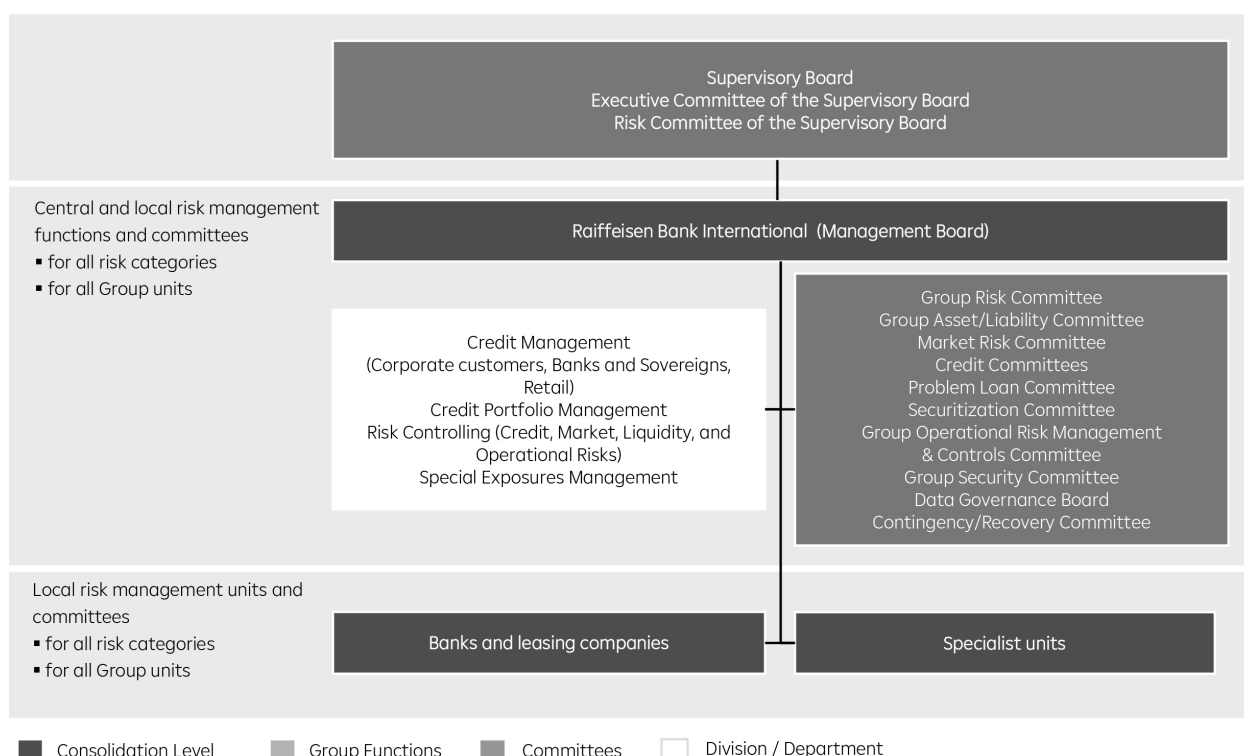 Supervisory Board
Executive Committee of the Supervisory Board
Risk Committee of the Supervisory Board
Central and local risk management
functions and committees
▪ for all risk categories
▪ for all Group units
Raiffeisen Bank International (Management Board)
Credit Management
(Corporate customers, Banks and Sovereigns,
Retail)
Credit Portfolio Management
Risk Controlling (Credit, Market, Liquidity, and
Operational Risks)
Special Exposures Management
Group Risk Committee
Group Asset/Liability Committee
Market Risk Committee
Credit Committees
Problem Loan Committee
Securitization Committee
Group Operational Risk Management
& Controls Committee
Group Security Committee
Data Governance Board
Contingency/Recovery Committee
Local risk management units and
committees
▪ for all risk categories
▪ for all Group units
Banks and leasing companies
Specialist units
Consolidation Level
Group Functions
Committees
Division / Department